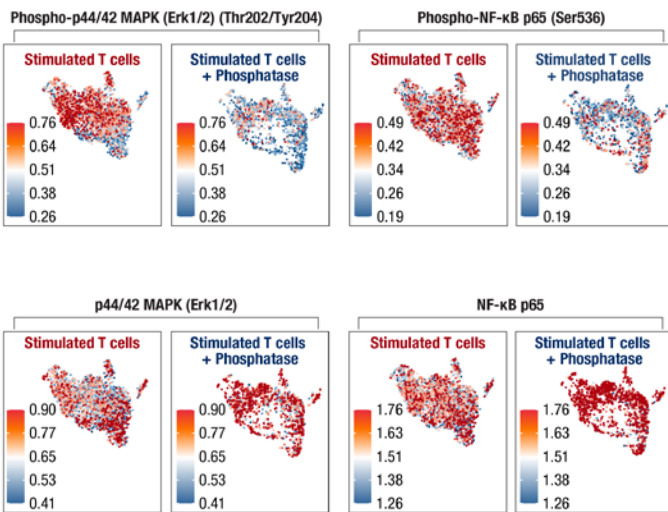 Phospho-p44/42 MAPK (Erk1/2) (Thr202/Tyr204)
Stimulated T cells
0.76
0.64
0.51
0.38
0.26
Stimulated T cells
+ Phosphatase
0.76
0.64
0.51
0.38
0.26
Phospho-NF-κB p65 (Ser536)
Stimulated T cells
0.49
0.42
0.34
0.26
0.19
Stimulated T cells
+ Phosphatase
0.49
0.42
0.34
0.26
0.19
p44/42 MAPK (Erk1/2)
Stimulated T cells
0.90
0.77
0.65
0.53
0.41
Stimulated T cells
+ Phosphatase
0.90
0.77
0.65
0.53
0.41
NF-κB p65
Stimulated T cells
1.76
1.63
1.51
1.38
1.26
Stimulated T cells
+ Phosphatase
1.76
1.63
1.51
1.38
1.26